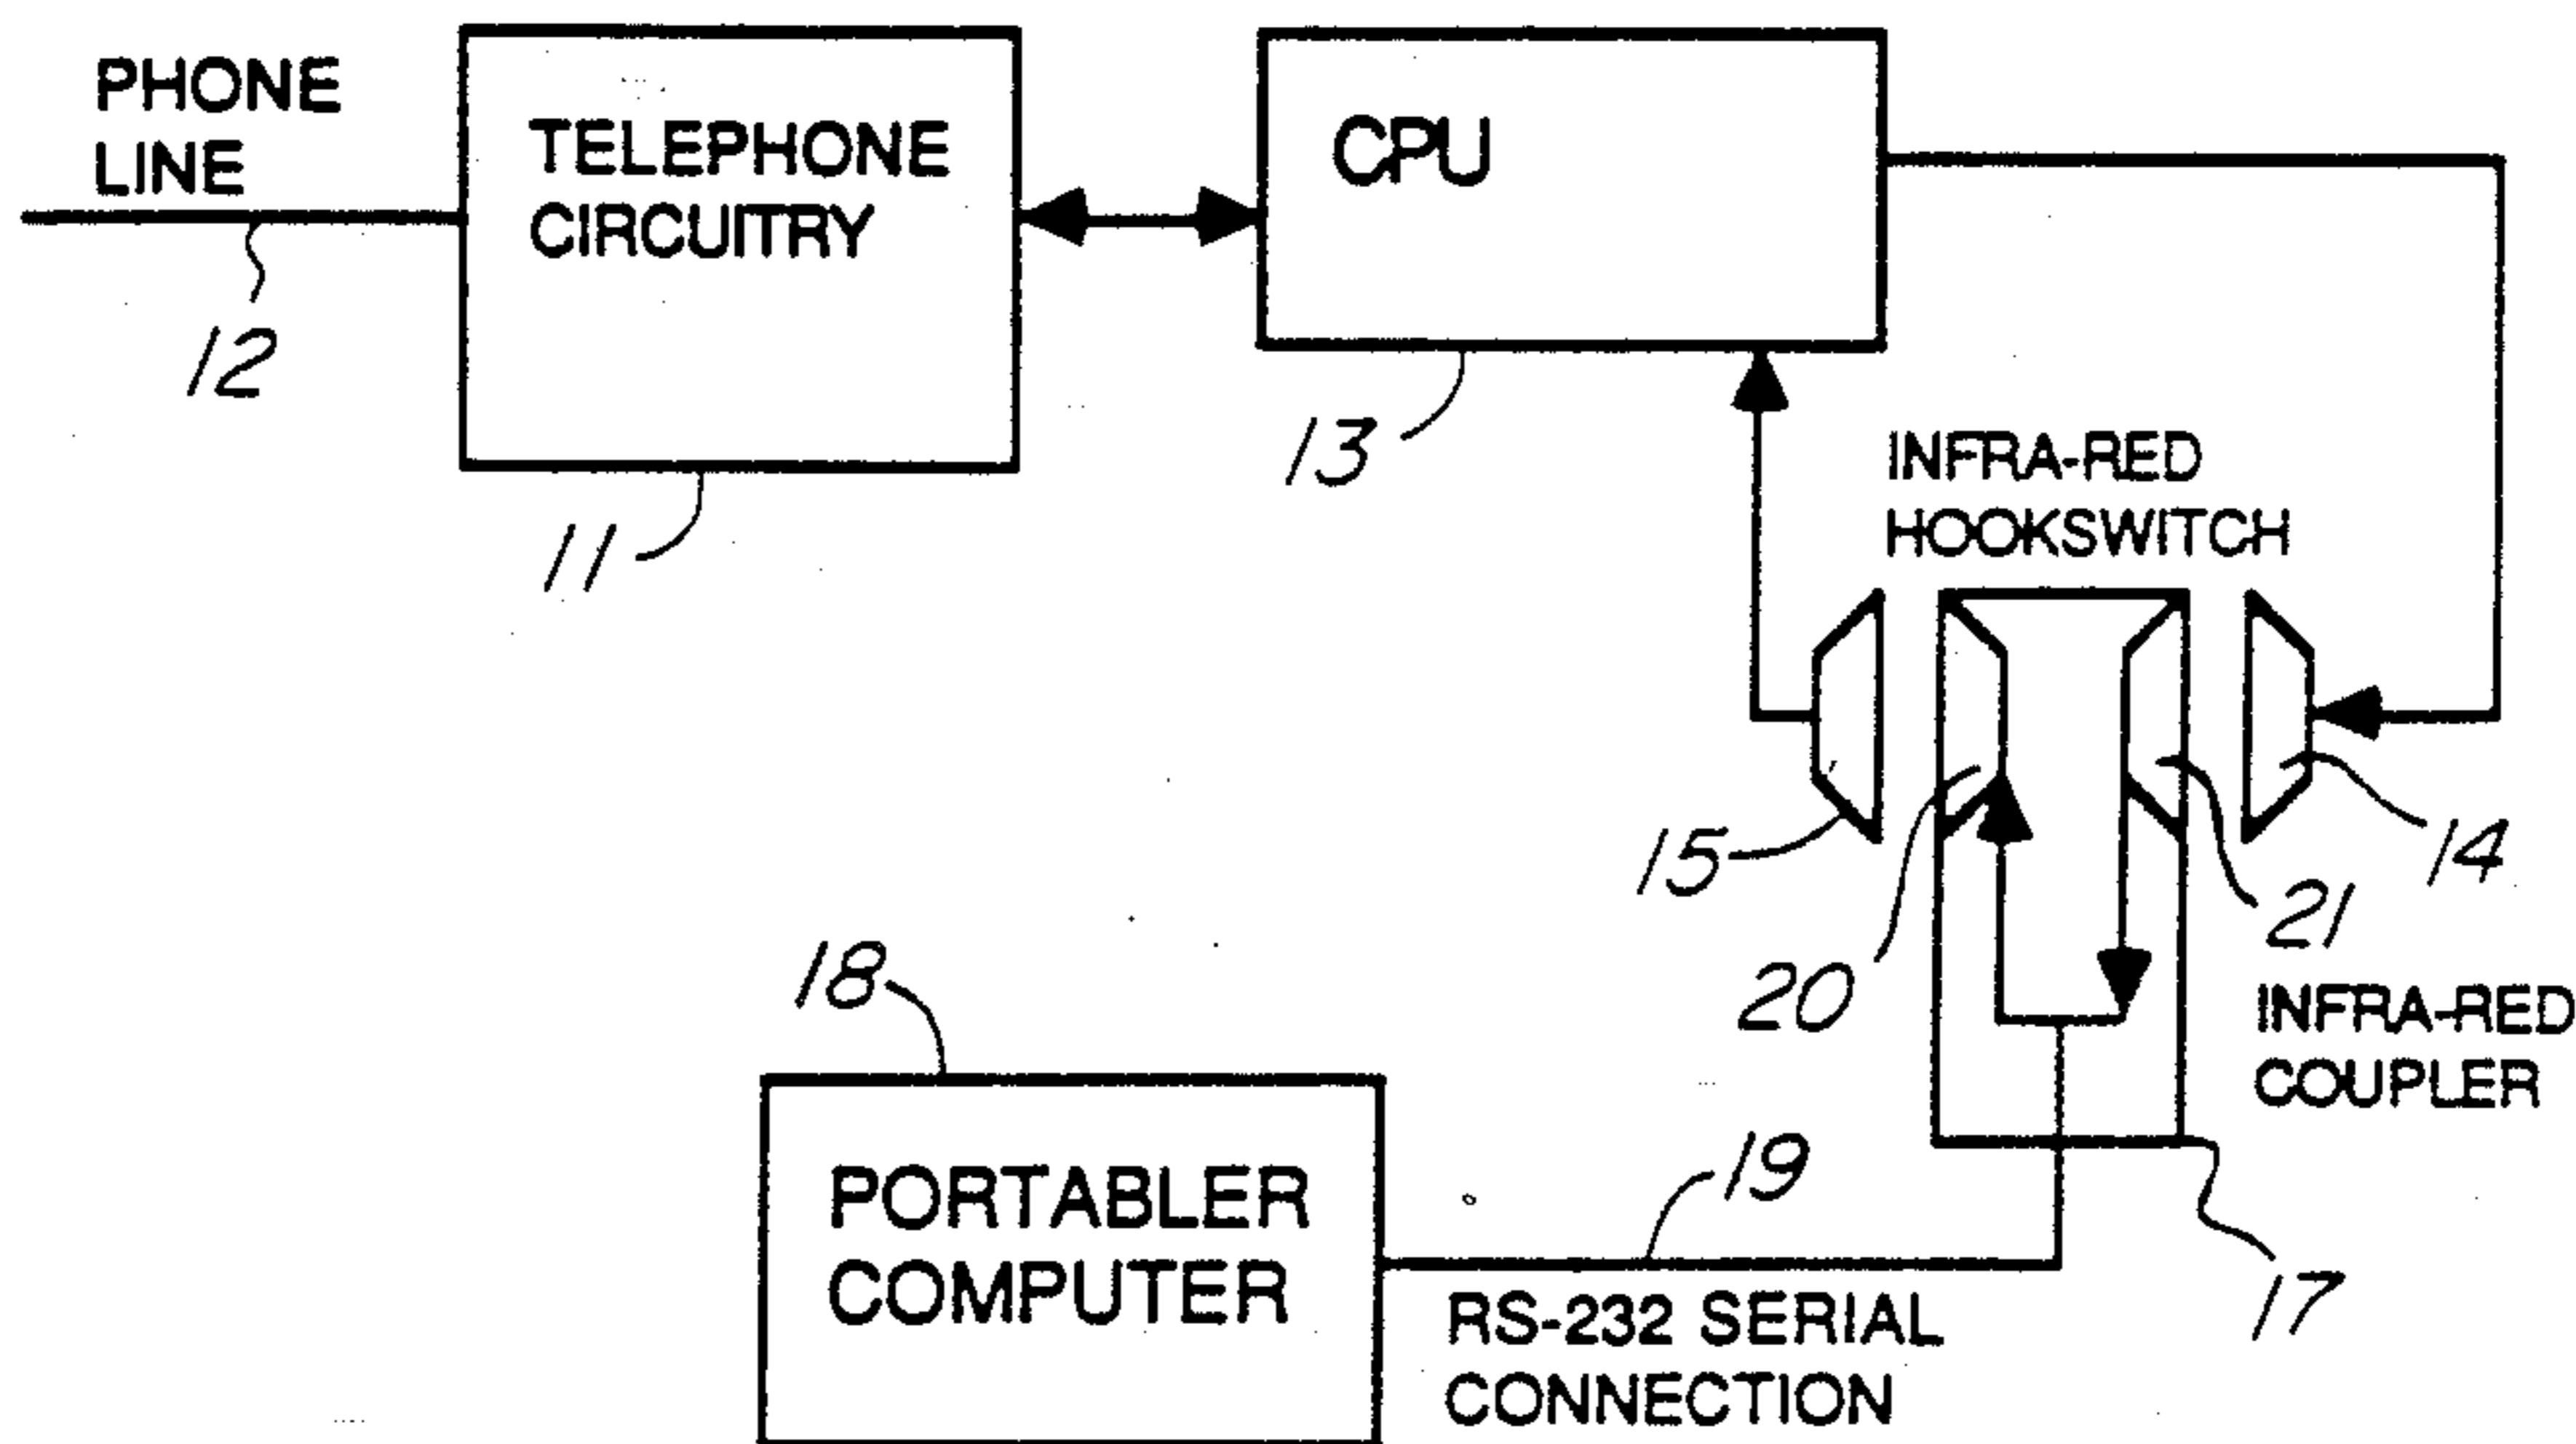 PHONE
LINE
12
TELEPHONE
CIRCUITRY
11
CPU
13
INFRA-RED
HOOKSWITCH
15
20
21
14
INFRA-RED
COUPLER
17
18
PORTABLER
COMPUTER
19
RS-232 SERIAL
CONNECTION